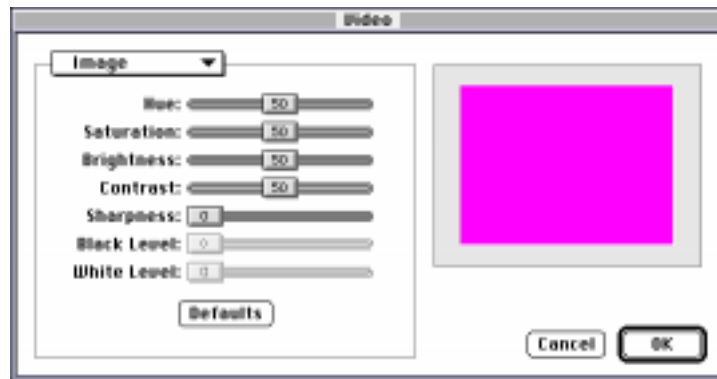 Video
Image
Hue: 50
Saturation: 50
Brightness: 50
Contrast: 50
Sharpness: 0
Black Level: 0
White Level: 0
Defaults
Cancel OK